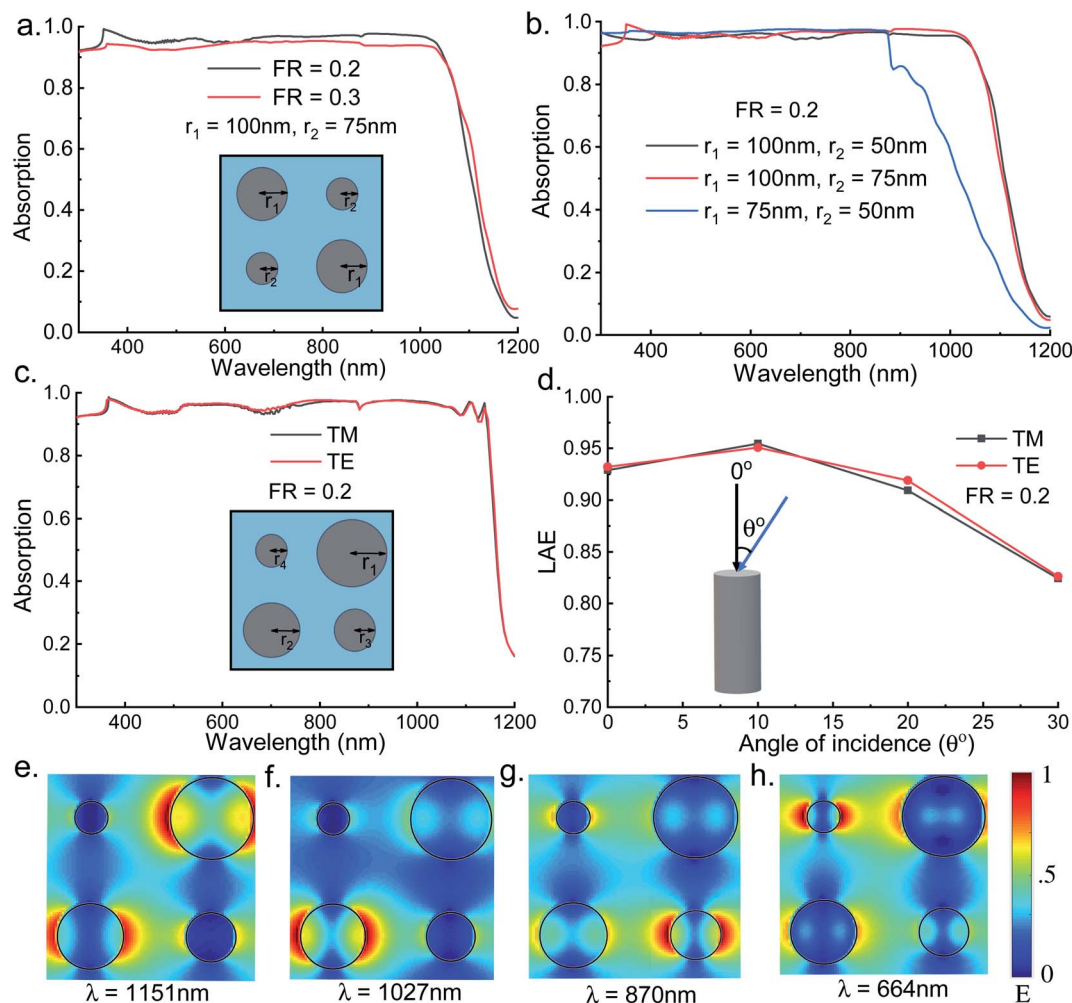 a.
1.0
0.8
0.6
0.4
0.2
0.0
Absorption
FR = 0.2
FR = 0.3
r1 = 100nm, r2 = 75nm
r1
r2
r2
r1
400
600
800
1000
1200
Wavelength (nm)
b.
1.0
0.8
0.6
0.4
0.2
0.0
Absorption
FR = 0.2
r1 = 100nm, r2 = 50nm
r1 = 100nm, r2 = 75nm
r1 = 75nm, r2 = 50nm
400
600
800
1000
1200
Wavelength (nm)
c.
1.0
0.8
0.6
0.4
0.2
0.0
Absorption
TM
TE
FR = 0.2
r4
r1
r2
r3
400
600
800
1000
1200
Wavelength (nm)
d.
1.00
0.95
0.90
0.85
0.80
0.75
0.70
LAE
TM
TE
FR = 0.2
0°
θ°
0
5
10
15
20
25
30
Angle of incidence (θ°)
e.
λ = 1151nm
f.
λ = 1027nm
g.
λ = 870nm
h.
λ = 664nm
1
.5
0
E